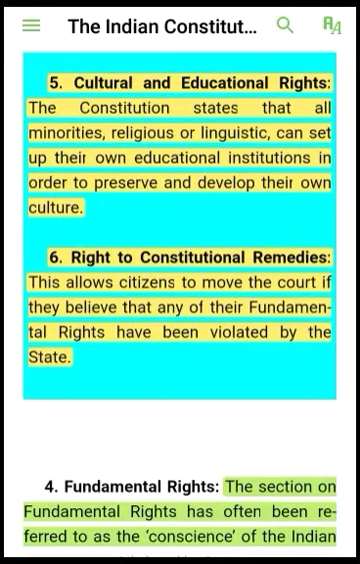 The Indian Constitut...
AA
5. Cultural and Educational Rights:
The Constitution states that all
minorities, religious or linguistic, can set
up their own educational institutions in
order to preserve and develop their own
culture.
6. Right to Constitutional Remedies:
This allows citizens to move the court if
they believe that any of their Fundamen-
tal Rights have been violated by the
State.
4. Fundamental Rights: The section on
Fundamental Rights has often been re-
ferred to as the ‘conscience’ of the Indian